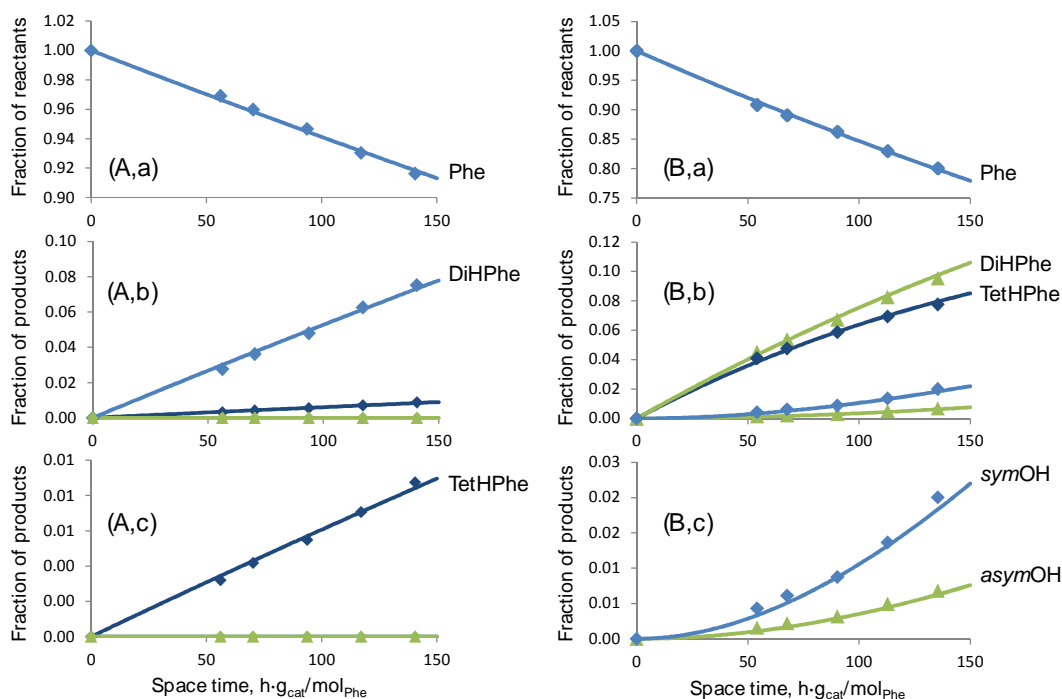 Fraction of reactants
1.02
1.00
0.98
0.96
0.94
0.92
0.90
(A,a)
Phe
0
50
100
150
Fraction of reactants
1.05
1.00
0.95
0.90
0.85
0.80
0.75
(B,a)
Phe
0
50
100
150
Fraction of products
0.10
0.08
0.06
0.04
0.02
0.00
(A,b)
DiHPhe
0
50
100
150
Fraction of products
0.12
0.10
0.08
0.06
0.04
0.02
0.00
(B,b)
DiHPhe
TetHPhe
0
50
100
150
Fraction of products
0.01
0.01
0.01
0.00
0.00
0.00
(A,c)
TetHPhe
0
50
100
150
Space time, h·gcat/molPhe
Fraction of products
0.03
0.02
0.02
0.01
0.01
0.00
(B,c)
symOH
asymOH
0
50
100
150
Space time, h·gcat/molPhe